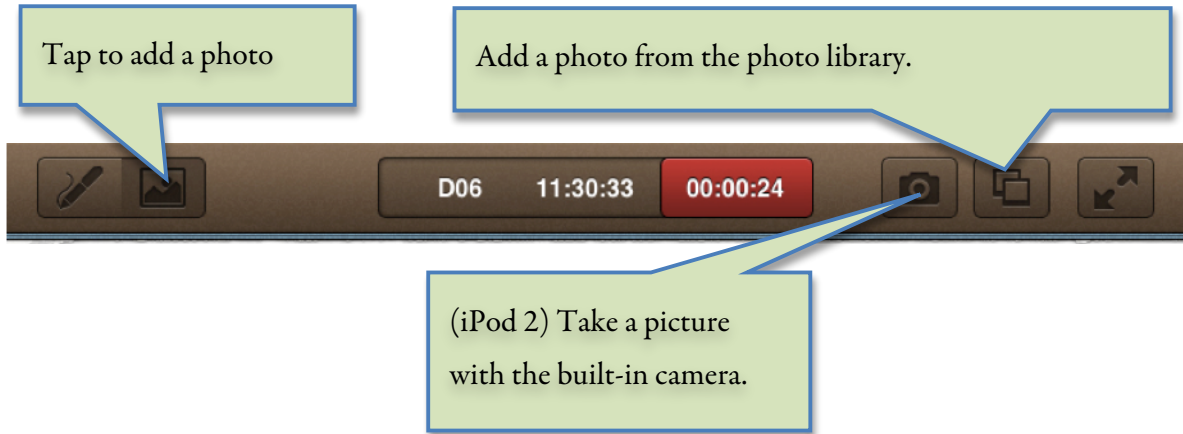 Tap to add a photo
Add a photo from the photo library.
D06 11:30:33 00:00:24
(iPod 2) Take a picture
with the built-in camera.